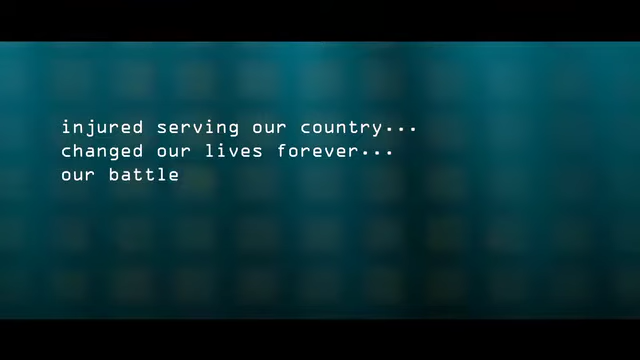 injured serving our country...
changed our lives forever...
our battle